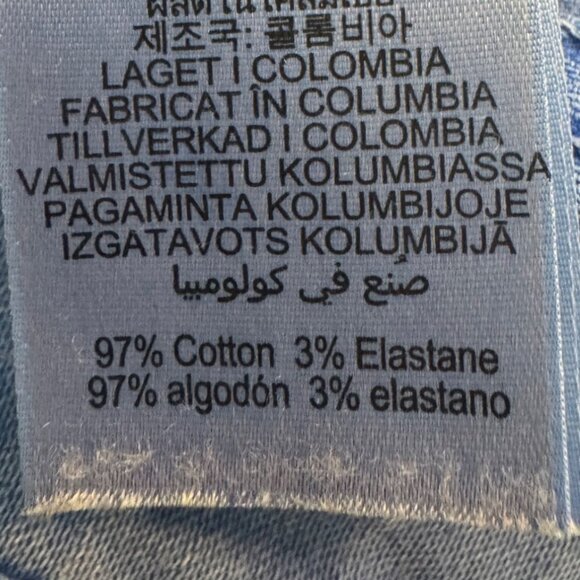 제조국: 콜롬비아
LAGET I COLOMBIA
FABRICAT ÎN COLUMBIA
TILLVERKAD I COLOMBIA
VALMISTETTU KOLUMBIASSA
PAGAMINTA KOLUMBIJOJE
IZGATAVOTS KOLUMBIJĀ
صُنع في كولومبيا
97% Cotton 3% Elastane
97% algodón 3% elastano